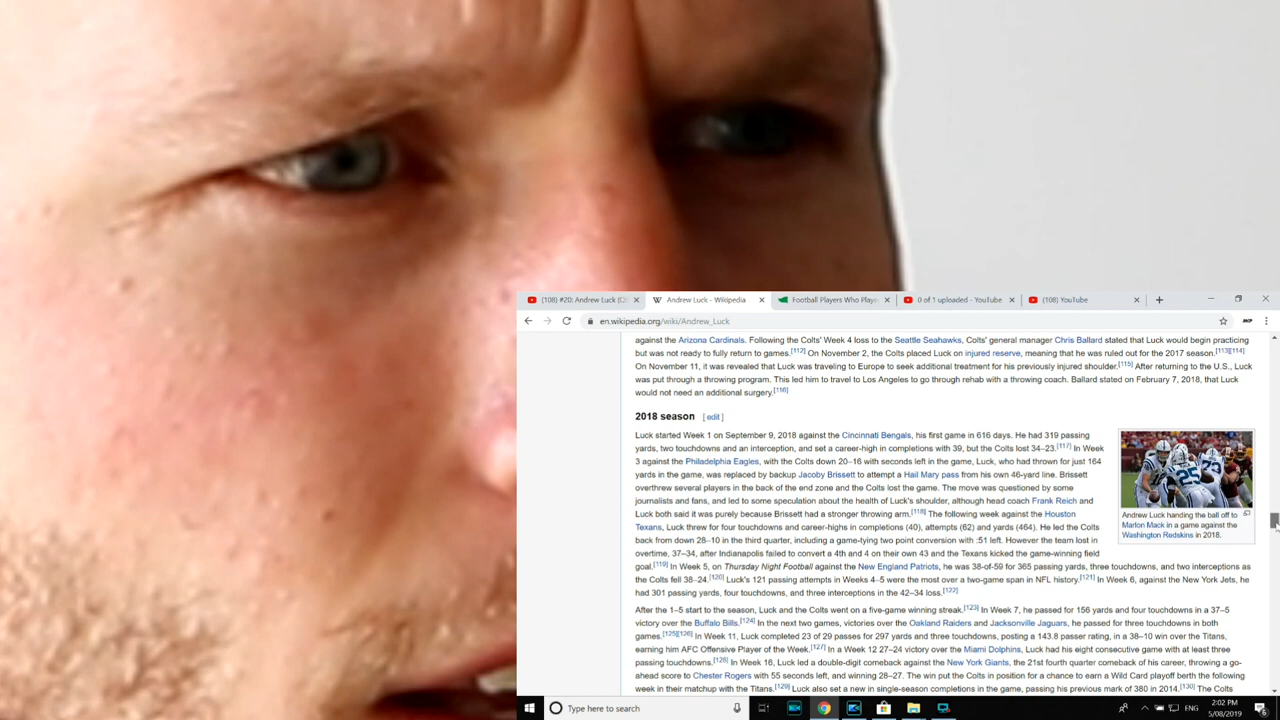 (108) #20: Andrew Luck (Q
Andrew Luck - Wikipedia
Football Players Who Playe
0 of 1 uploaded - YouTube
(108) YouTube
en.wikipedia.org/wiki/Andrew_Luck
against the Arizona Cardinals. Following the Colts' Week 4 loss to the Seattle Seahawks, Colts' general manager Chris Ballard stated that Luck would begin practicing
but was not ready to fully return to games.[112] On November 2, the Colts placed Luck on injured reserve, meaning that he was ruled out for the 2017 season.[113][114]
On November 11, it was revealed that Luck was traveling to Europe to seek additional treatment for his previously injured shoulder.[115] After returning to the U.S., Luck
was put through a throwing program. This led him to travel to Los Angeles to go through rehab with a throwing coach. Ballard stated on February 7, 2018, that Luck
would not need an additional surgery.[116]
2018 season [edit]
Luck started Week 1 on September 9, 2018 against the Cincinnati Bengals, his first game in 616 days. He had 319 passing
yards, two touchdowns and an interception, and set a career-high in completions with 39, but the Colts lost 34–23.[117] In Week
3 against the Philadelphia Eagles, with the Colts down 20–16 with seconds left in the game, Luck, who had thrown for just 164
yards in the game, was replaced by backup Jacoby Brissett to attempt a Hail Mary pass from his own 46-yard line. Brissett
overthrew several players in the back of the end zone and the Colts lost the game. The move was questioned by some
journalists and fans, and led to some speculation about the health of Luck's shoulder, although head coach Frank Reich and
Luck both said it was purely because Brissett had a stronger throwing arm.[118] The following week against the Houston
Texans, Luck threw for four touchdowns and career-highs in completions (40), attempts (62) and yards (464). He led the Colts
back from down 28–10 in the third quarter, including a game-tying two point conversion with :51 left. However the team lost in
overtime, 37–34, after Indianapolis failed to convert a 4th and 4 on their own 43 and the Texans kicked the game-winning field
goal.[119] In Week 5, on Thursday Night Football against the New England Patriots, he was 38-of-59 for 365 passing yards, three touchdowns, and two interceptions as
the Colts fell 38–24.[120] Luck's 121 passing attempts in Weeks 4–5 were the most over a two-game span in NFL history.[121] In Week 6, against the New York Jets, he
had 301 passing yards, four touchdowns, and three interceptions in the 42–34 loss.[122]
Andrew Luck handing the ball off to
Marlon Mack in a game against the
Washington Redskins in 2018.
After the 1–5 start to the season, Luck and the Colts went on a five-game winning streak.[123] In Week 7, he passed for 156 yards and four touchdowns in a 37–5
victory over the Buffalo Bills.[124] In the next two games, victories over the Oakland Raiders and Jacksonville Jaguars, he passed for three touchdowns in both
games.[125][126] In Week 11, Luck completed 23 of 29 passes for 297 yards and three touchdowns, posting a 143.8 passer rating, in a 38–10 win over the Titans,
earning him AFC Offensive Player of the Week.[127] In a Week 12 27–24 victory over the Miami Dolphins, Luck had his eight consecutive game with at least three
passing touchdowns.[128] In Week 16, Luck led a double-digit comeback against the New York Giants, the 21st fourth quarter comeback of his career, throwing a go-
ahead score to Chester Rogers with 55 seconds left, and winning 28–27. The win put the Colts in position for a chance to earn a Wild Card playoff berth the following
week in their matchup with the Titans.[129] Luck also set a new in single-season completions in the game, passing his previous mark of 380 in 2014.[130] The Colts
Type here to search
ENG
2:02 PM
5/08/2019